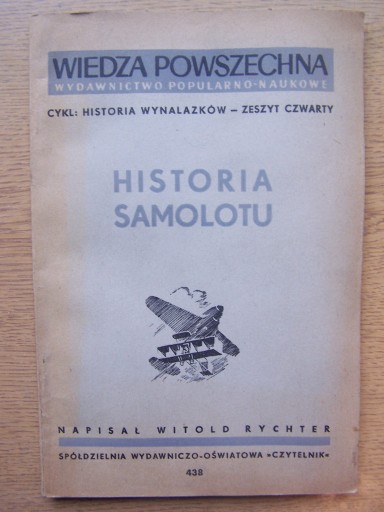 WIEDZA POWSZECHNA
WYDAWNICTWO POPULARNO-NAUKOWE
CYKL: HISTORIA WYNALAZKÓW – ZESZYT CZWARTY
HISTORIA
SAMOLOTU
NAPISAŁ WITOLD RYCHTER
SPÓŁDZIELNIA WYDAWNICZO-OŚWIATOWA »CZYTELNIK«
438